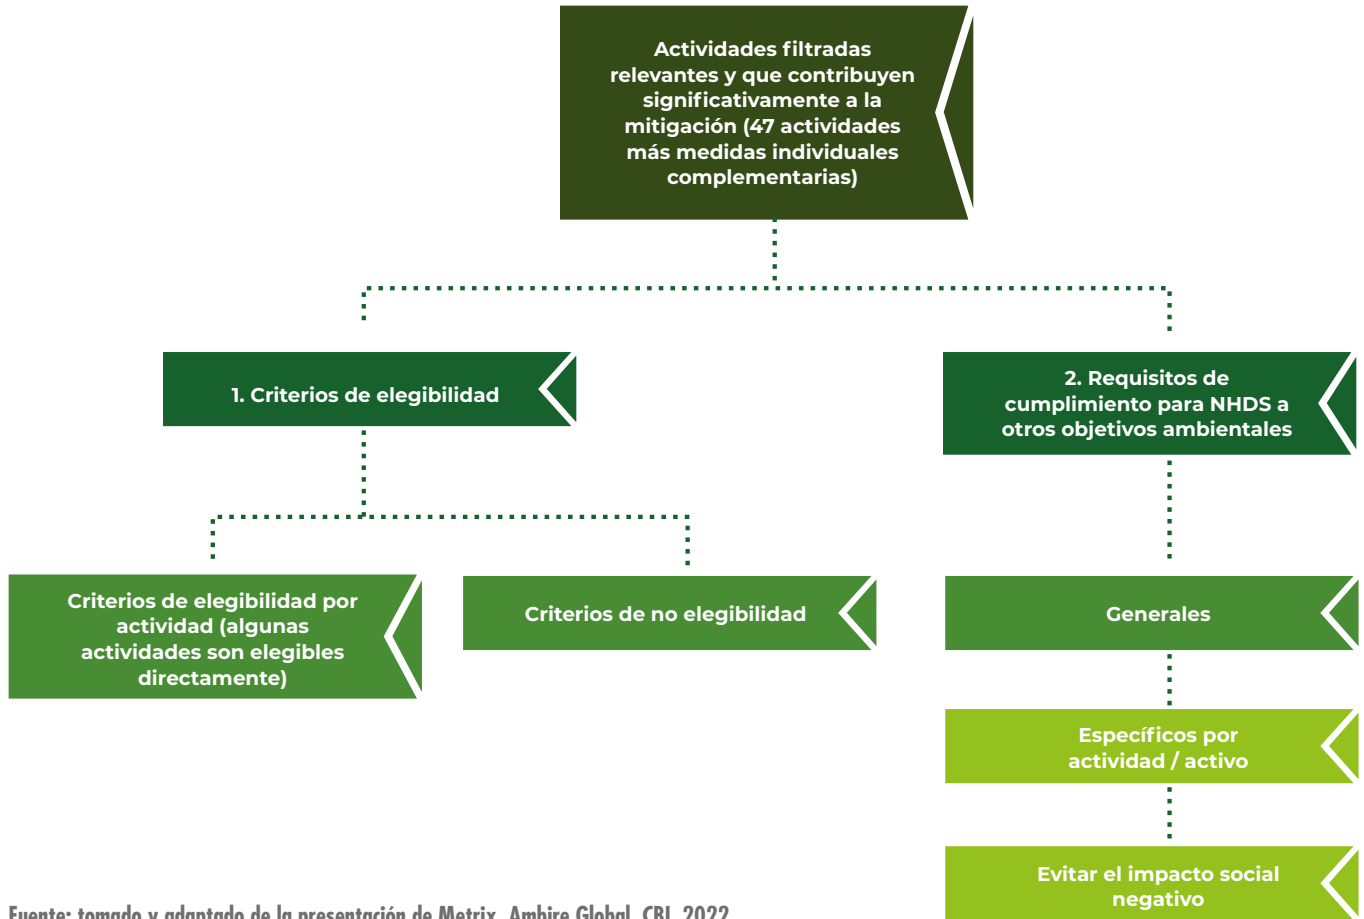 Actividades filtradas
relevantes y que contribuyen
significativamente a la
mitigación (47 actividades
más medidas individuales
complementarias)
1. Criterios de elegibilidad
2. Requisitos de
cumplimiento para NHDS a
otros objetivos ambientales
Criterios de elegibilidad por
actividad (algunas
actividades son elegibles
directamente)
Criterios de no elegibilidad
Generales
Específicos por
actividad / activo
Evitar el impacto social
negativo
Fuente: tomado y adaptado de la presentación de Metrix, Ambire Global, CBI, 2022